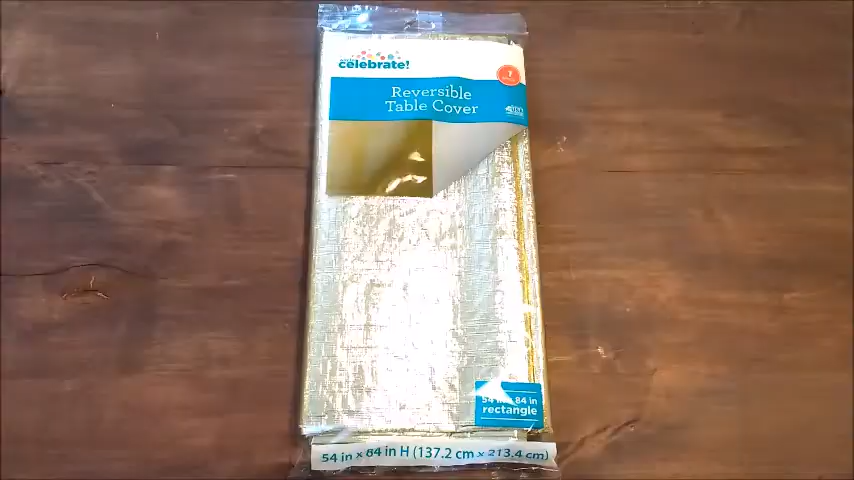 celebrate!
Reversible
Table Cover
54 in x 84 in
rectangle
54 in x 84 in H (137.2 cm x 213.4 cm)